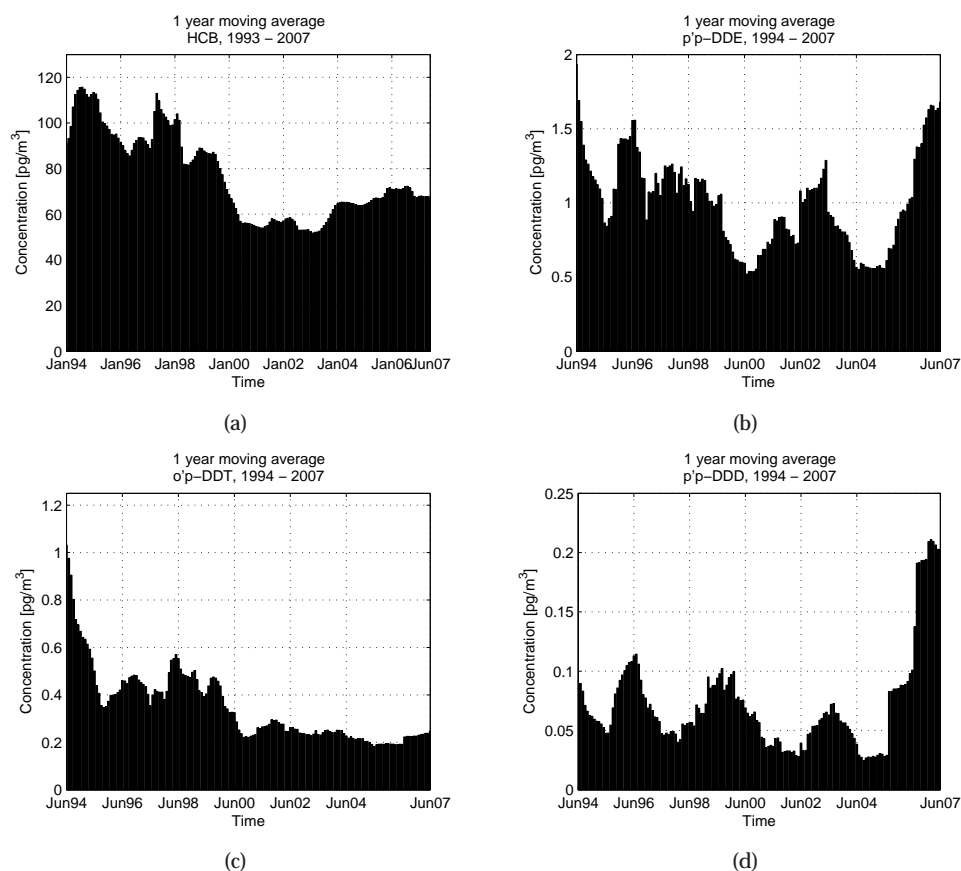 1 year moving average
HCB, 1993 – 2007
120
100
80
60
40
20
0
Concentration [pg/m³]
Jan94 Jan96 Jan98 Jan00 Jan02 Jan04 Jan06 Jun07
Time
(a)
1 year moving average
p'p–DDE, 1994 – 2007
2
1.5
1
0.5
0
Concentration [pg/m³]
Jun94 Jun96 Jun98 Jun00 Jun02 Jun04 Jun07
Time
(b)
1 year moving average
o'p–DDT, 1994 – 2007
1.2
1
0.8
0.6
0.4
0.2
0
Concentration [pg/m³]
Jun94 Jun96 Jun98 Jun00 Jun02 Jun04 Jun07
Time
(c)
1 year moving average
p'p–DDD, 1994 – 2007
0.25
0.2
0.15
0.1
0.05
0
Concentration [pg/m³]
Jun94 Jun96 Jun98 Jun00 Jun02 Jun04 Jun07
Time
(d)